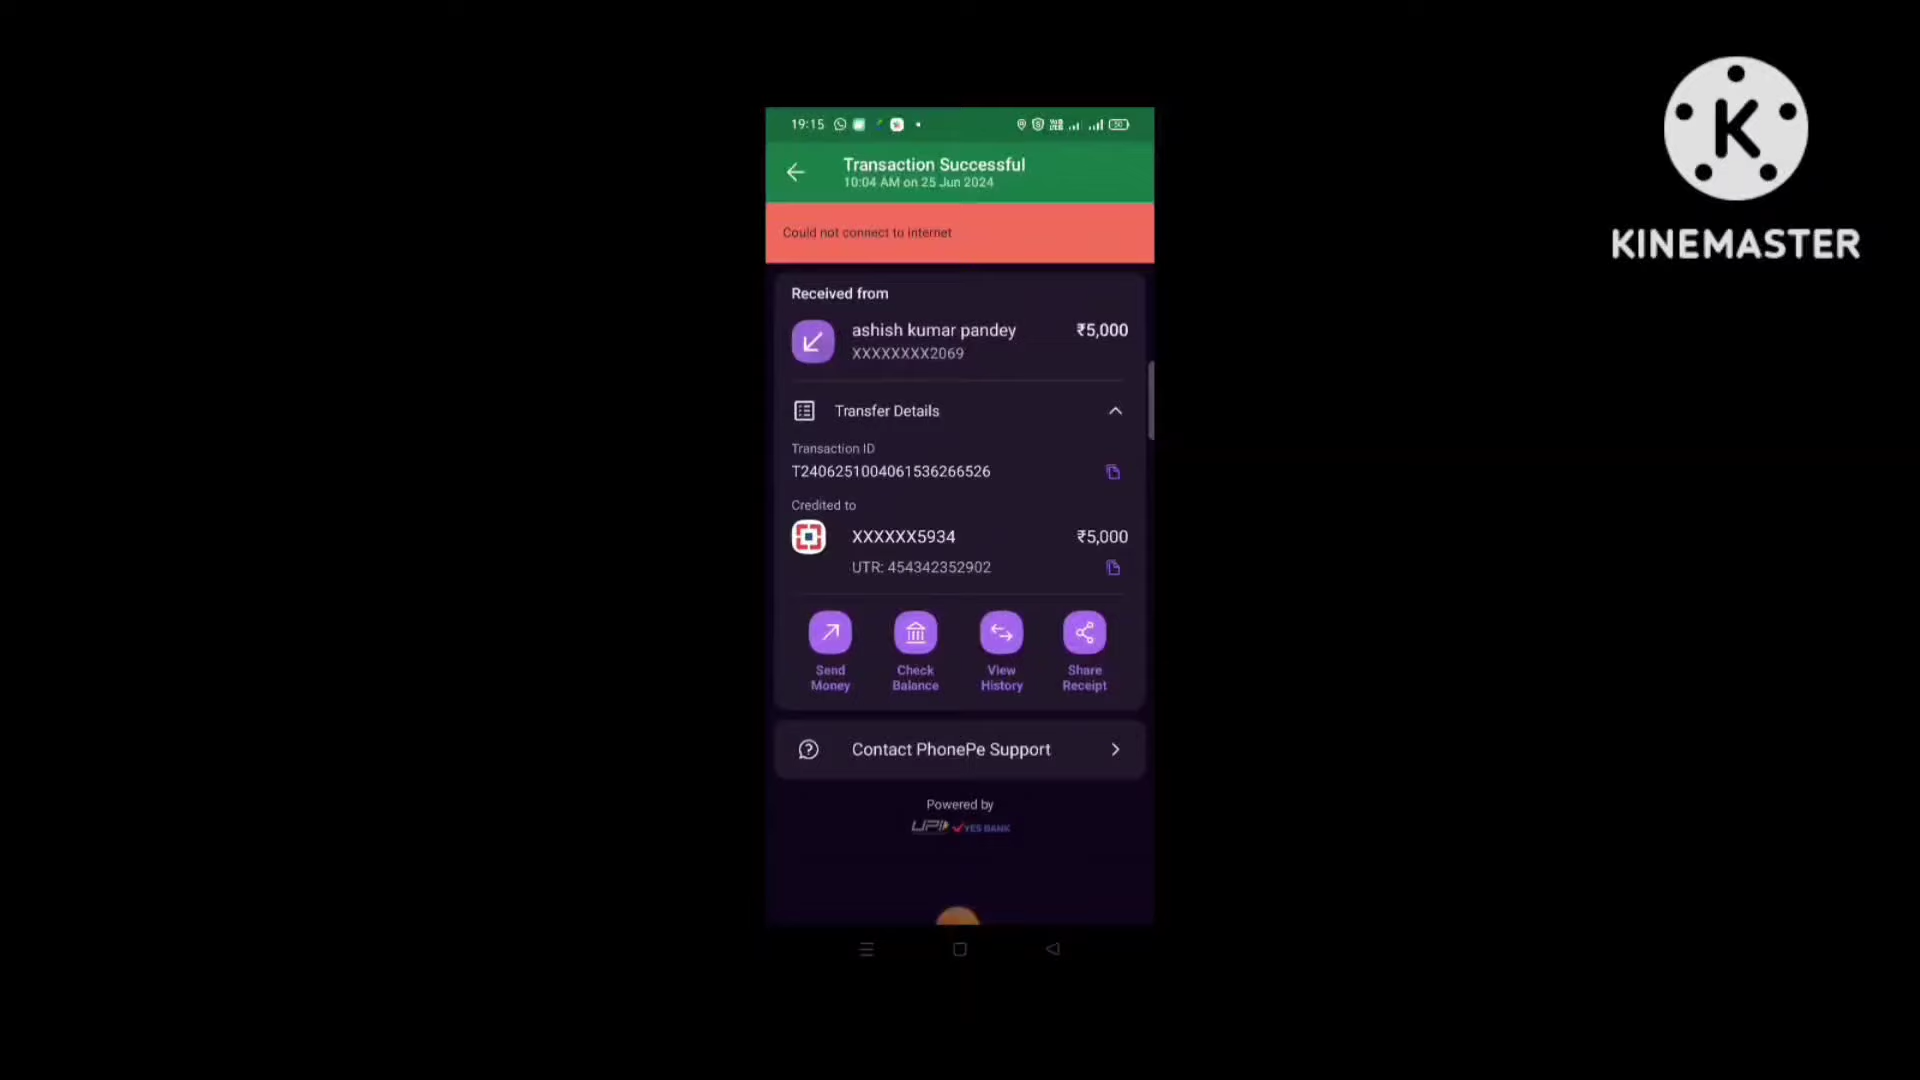 19:15
Transaction Successful
10:04 AM on 25 Jun 2024
Could not connect to internet
Received from
ashish kumar pandey ₹5,000
XXXXXXXX2069
Transfer Details
Transaction ID
T2406251004061536266526
Credited to
XXXXXX5934 ₹5,000
UTR: 454342352902
Send Money
Check Balance
View History
Share Receipt
Contact PhonePe Support
Powered by
UPI YES BANK
K
KINEMASTER